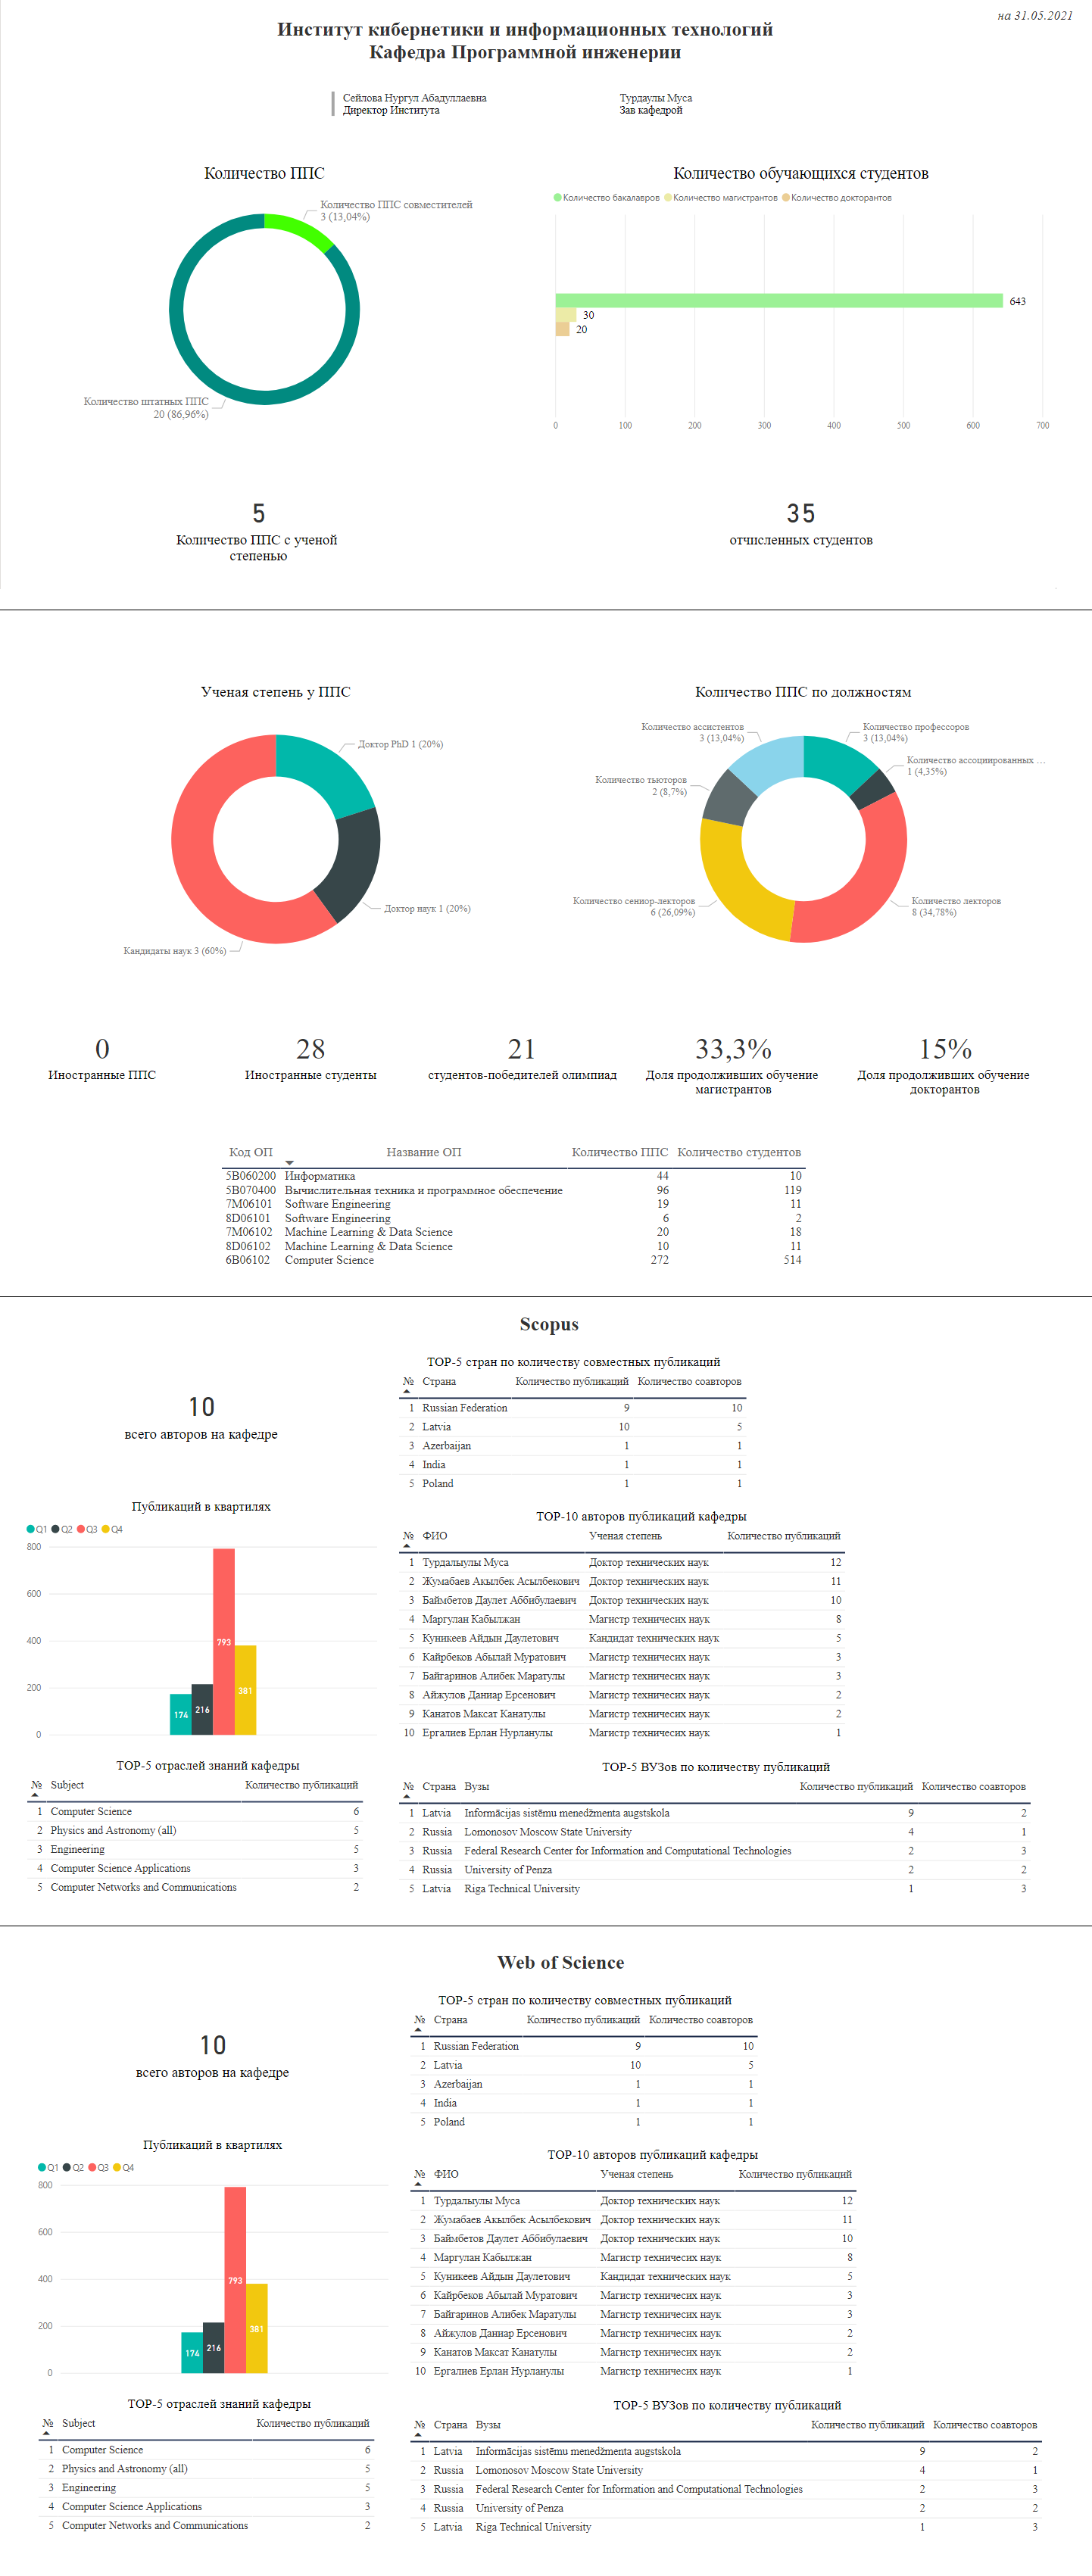 на 31.05.2021
Институт кибернетики и информационных технологий
Кафедра Программной инженерии
Сейлова Нургул Абадуллаевна
Директор Института
Турдаулы Муса
Зав кафедрой
Количество ППС
Количество ППС совместителей
3 (13,04%)
Количество штатных ППС
20 (86,96%)
Количество обучающихся студентов
Количество бакалавров Количество магистрантов Количество докторантов
643
30
20
0 100 200 300 400 500 600 700
5
Количество ППС с ученой
степенью
35
отчисленных студентов
Ученая степень у ППС
Доктор PhD 1 (20%)
Доктор наук 1 (20%)
Кандидаты наук 3 (60%)
Количество ППС по должностям
Количество ассистентов
3 (13,04%)
Количество профессоров
3 (13,04%)
Количество ассоциированных ...
1 (4,35%)
Количество тьюторов
2 (8,7%)
Количество сениор-лекторов
6 (26,09%)
Количество лекторов
8 (34,78%)
0
Иностранные ППС
28
Иностранные студенты
21
студентов-победителей олимпиад
33,3%
Доля продолживших обучение
магистрантов
15%
Доля продолживших обучение
докторантов
Код ОП Название ОП Количество ППС Количество студентов
5B060200 Информатика 44 10
5B070400 Вычислительная техника и программное обеспечение 96 119
7M06101 Software Engineering 19 11
8D06101 Software Engineering 6 2
7M06102 Machine Learning & Data Science 20 18
8D06102 Machine Learning & Data Science 10 11
6B06102 Computer Science 272 514
Scopus
10
всего авторов на кафедре
TOP-5 стран по количеству совместных публикаций
№ Страна Количество публикаций Количество соавторов
1 Russian Federation 9 10
2 Latvia 10 5
3 Azerbaijan 1 1
4 India 1 1
5 Poland 1 1
Публикаций в квартилях
Q1 Q2 Q3 Q4
800
600
400
200
0
174
216
793
381
TOP-10 авторов публикаций кафедры
№ ФИО Ученая степень Количество публикаций
1 Турдалыулы Муса Доктор технических наук 12
2 Жумабаев Акылбек Асылбекович Доктор технических наук 11
3 Баймбетов Даулет Аббибулаевич Доктор технических наук 10
4 Маргулан Кабылжан Магистр техничесих наук 8
5 Куникеев Айдын Даулетович Кандидат технических наук 5
6 Кайрбеков Абылай Муратович Магистр техничесих наук 3
7 Байгаринов Алибек Маратулы Магистр техничесих наук 3
8 Айжулов Данияр Ерсенович Магистр техничесих наук 2
9 Канатов Максат Канатулы Магистр техничесих наук 2
10 Ергалиев Ерлан Нурланулы Магистр техничесих наук 1
TOP-5 отраслей знаний кафедры
№ Subject Количество публикаций
1 Computer Science 6
2 Physics and Astronomy (all) 5
3 Engineering 5
4 Computer Science Applications 3
5 Computer Networks and Communications 2
TOP-5 ВУЗов по количеству публикаций
№ Страна Вузы Количество публикаций Количество соавторов
1 Latvia Informācijas sistēmu menedžmenta augstskola 9 2
2 Russia Lomonosov Moscow State University 4 1
3 Russia Federal Research Center for Information and Computational Technologies 2 3
4 Russia University of Penza 2 2
5 Latvia Riga Technical University 1 3
Web of Science
10
всего авторов на кафедре
TOP-5 стран по количеству совместных публикаций
№ Страна Количество публикаций Количество соавторов
1 Russian Federation 9 10
2 Latvia 10 5
3 Azerbaijan 1 1
4 India 1 1
5 Poland 1 1
Публикаций в квартилях
Q1 Q2 Q3 Q4
800
600
400
200
0
174
216
793
381
TOP-10 авторов публикаций кафедры
№ ФИО Ученая степень Количество публикаций
1 Турдалыулы Муса Доктор технических наук 12
2 Жумабаев Акылбек Асылбекович Доктор технических наук 11
3 Баймбетов Даулет Аббибулаевич Доктор технических наук 10
4 Маргулан Кабылжан Магистр техничесих наук 8
5 Куникеев Айдын Даулетович Кандидат технических наук 5
6 Кайрбеков Абылай Муратович Магистр техничесих наук 3
7 Байгаринов Алибек Маратулы Магистр техничесих наук 3
8 Айжулов Данияр Ерсенович Магистр техничесих наук 2
9 Канатов Максат Канатулы Магистр техничесих наук 2
10 Ергалиев Ерлан Нурланулы Магистр техничесих наук 1
TOP-5 отраслей знаний кафедры
№ Subject Количество публикаций
1 Computer Science 6
2 Physics and Astronomy (all) 5
3 Engineering 5
4 Computer Science Applications 3
5 Computer Networks and Communications 2
TOP-5 ВУЗов по количеству публикаций
№ Страна Вузы Количество публикаций Количество соавторов
1 Latvia Informācijas sistēmu menedžmenta augstskola 9 2
2 Russia Lomonosov Moscow State University 4 1
3 Russia Federal Research Center for Information and Computational Technologies 2 3
4 Russia University of Penza 2 2
5 Latvia Riga Technical University 1 3